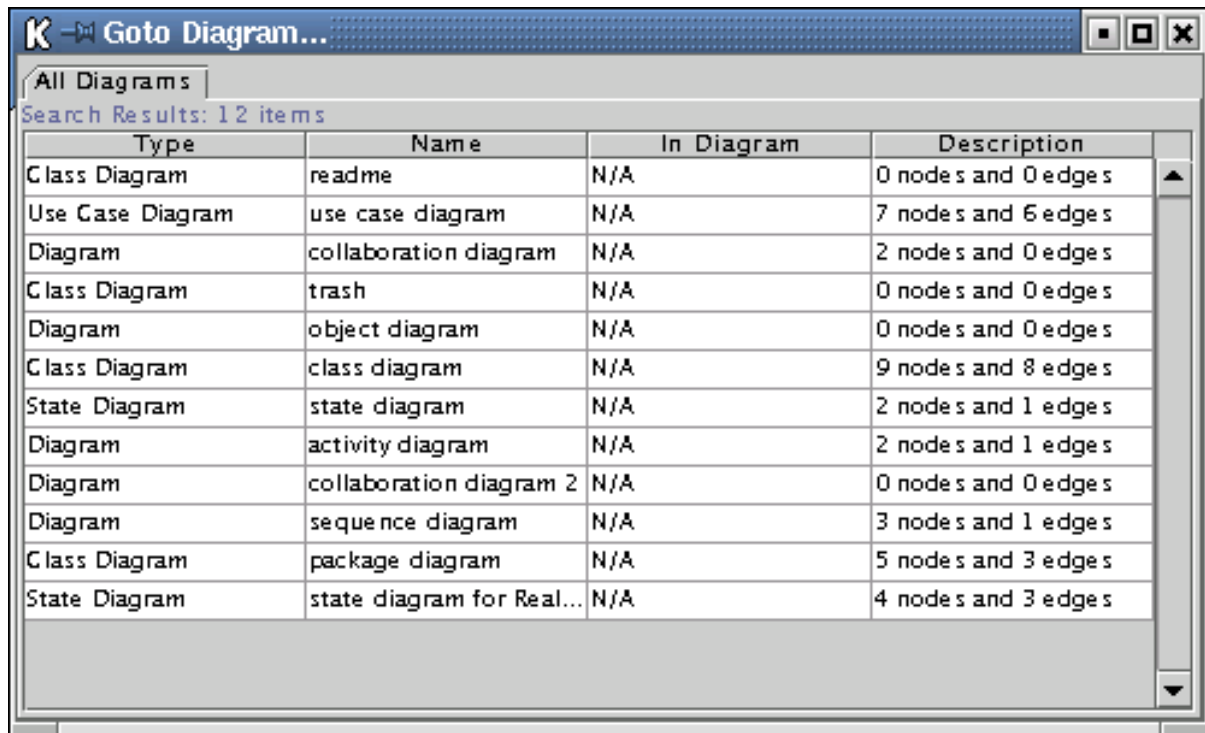 Goto Diagram...
All Diagrams
Search Results: 12 items
Type Name In Diagram Description
Class Diagram readme N/A 0 nodes and 0 edges
Use Case Diagram use case diagram N/A 7 nodes and 6 edges
Diagram collaboration diagram N/A 2 nodes and 0 edges
Class Diagram trash N/A 0 nodes and 0 edges
Diagram object diagram N/A 0 nodes and 0 edges
Class Diagram class diagram N/A 9 nodes and 8 edges
State Diagram state diagram N/A 2 nodes and 1 edges
Diagram activity diagram N/A 2 nodes and 1 edges
Diagram collaboration diagram 2 N/A 0 nodes and 0 edges
Diagram sequence diagram N/A 3 nodes and 1 edges
Class Diagram package diagram N/A 5 nodes and 3 edges
State Diagram state diagram for Real... N/A 4 nodes and 3 edges